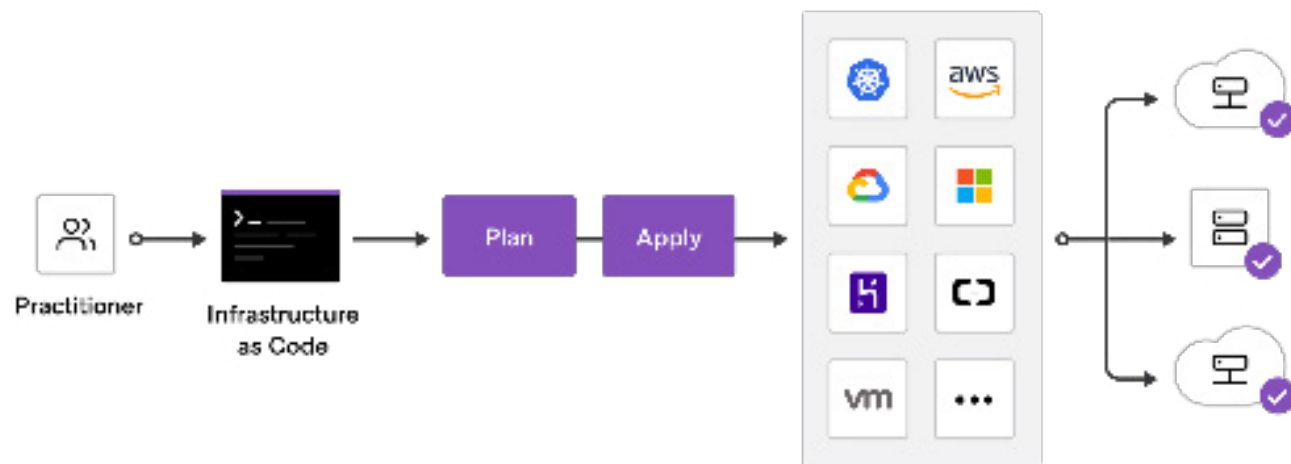 Practitioner
Infrastructure
as Code
Plan
Apply
aws
vm